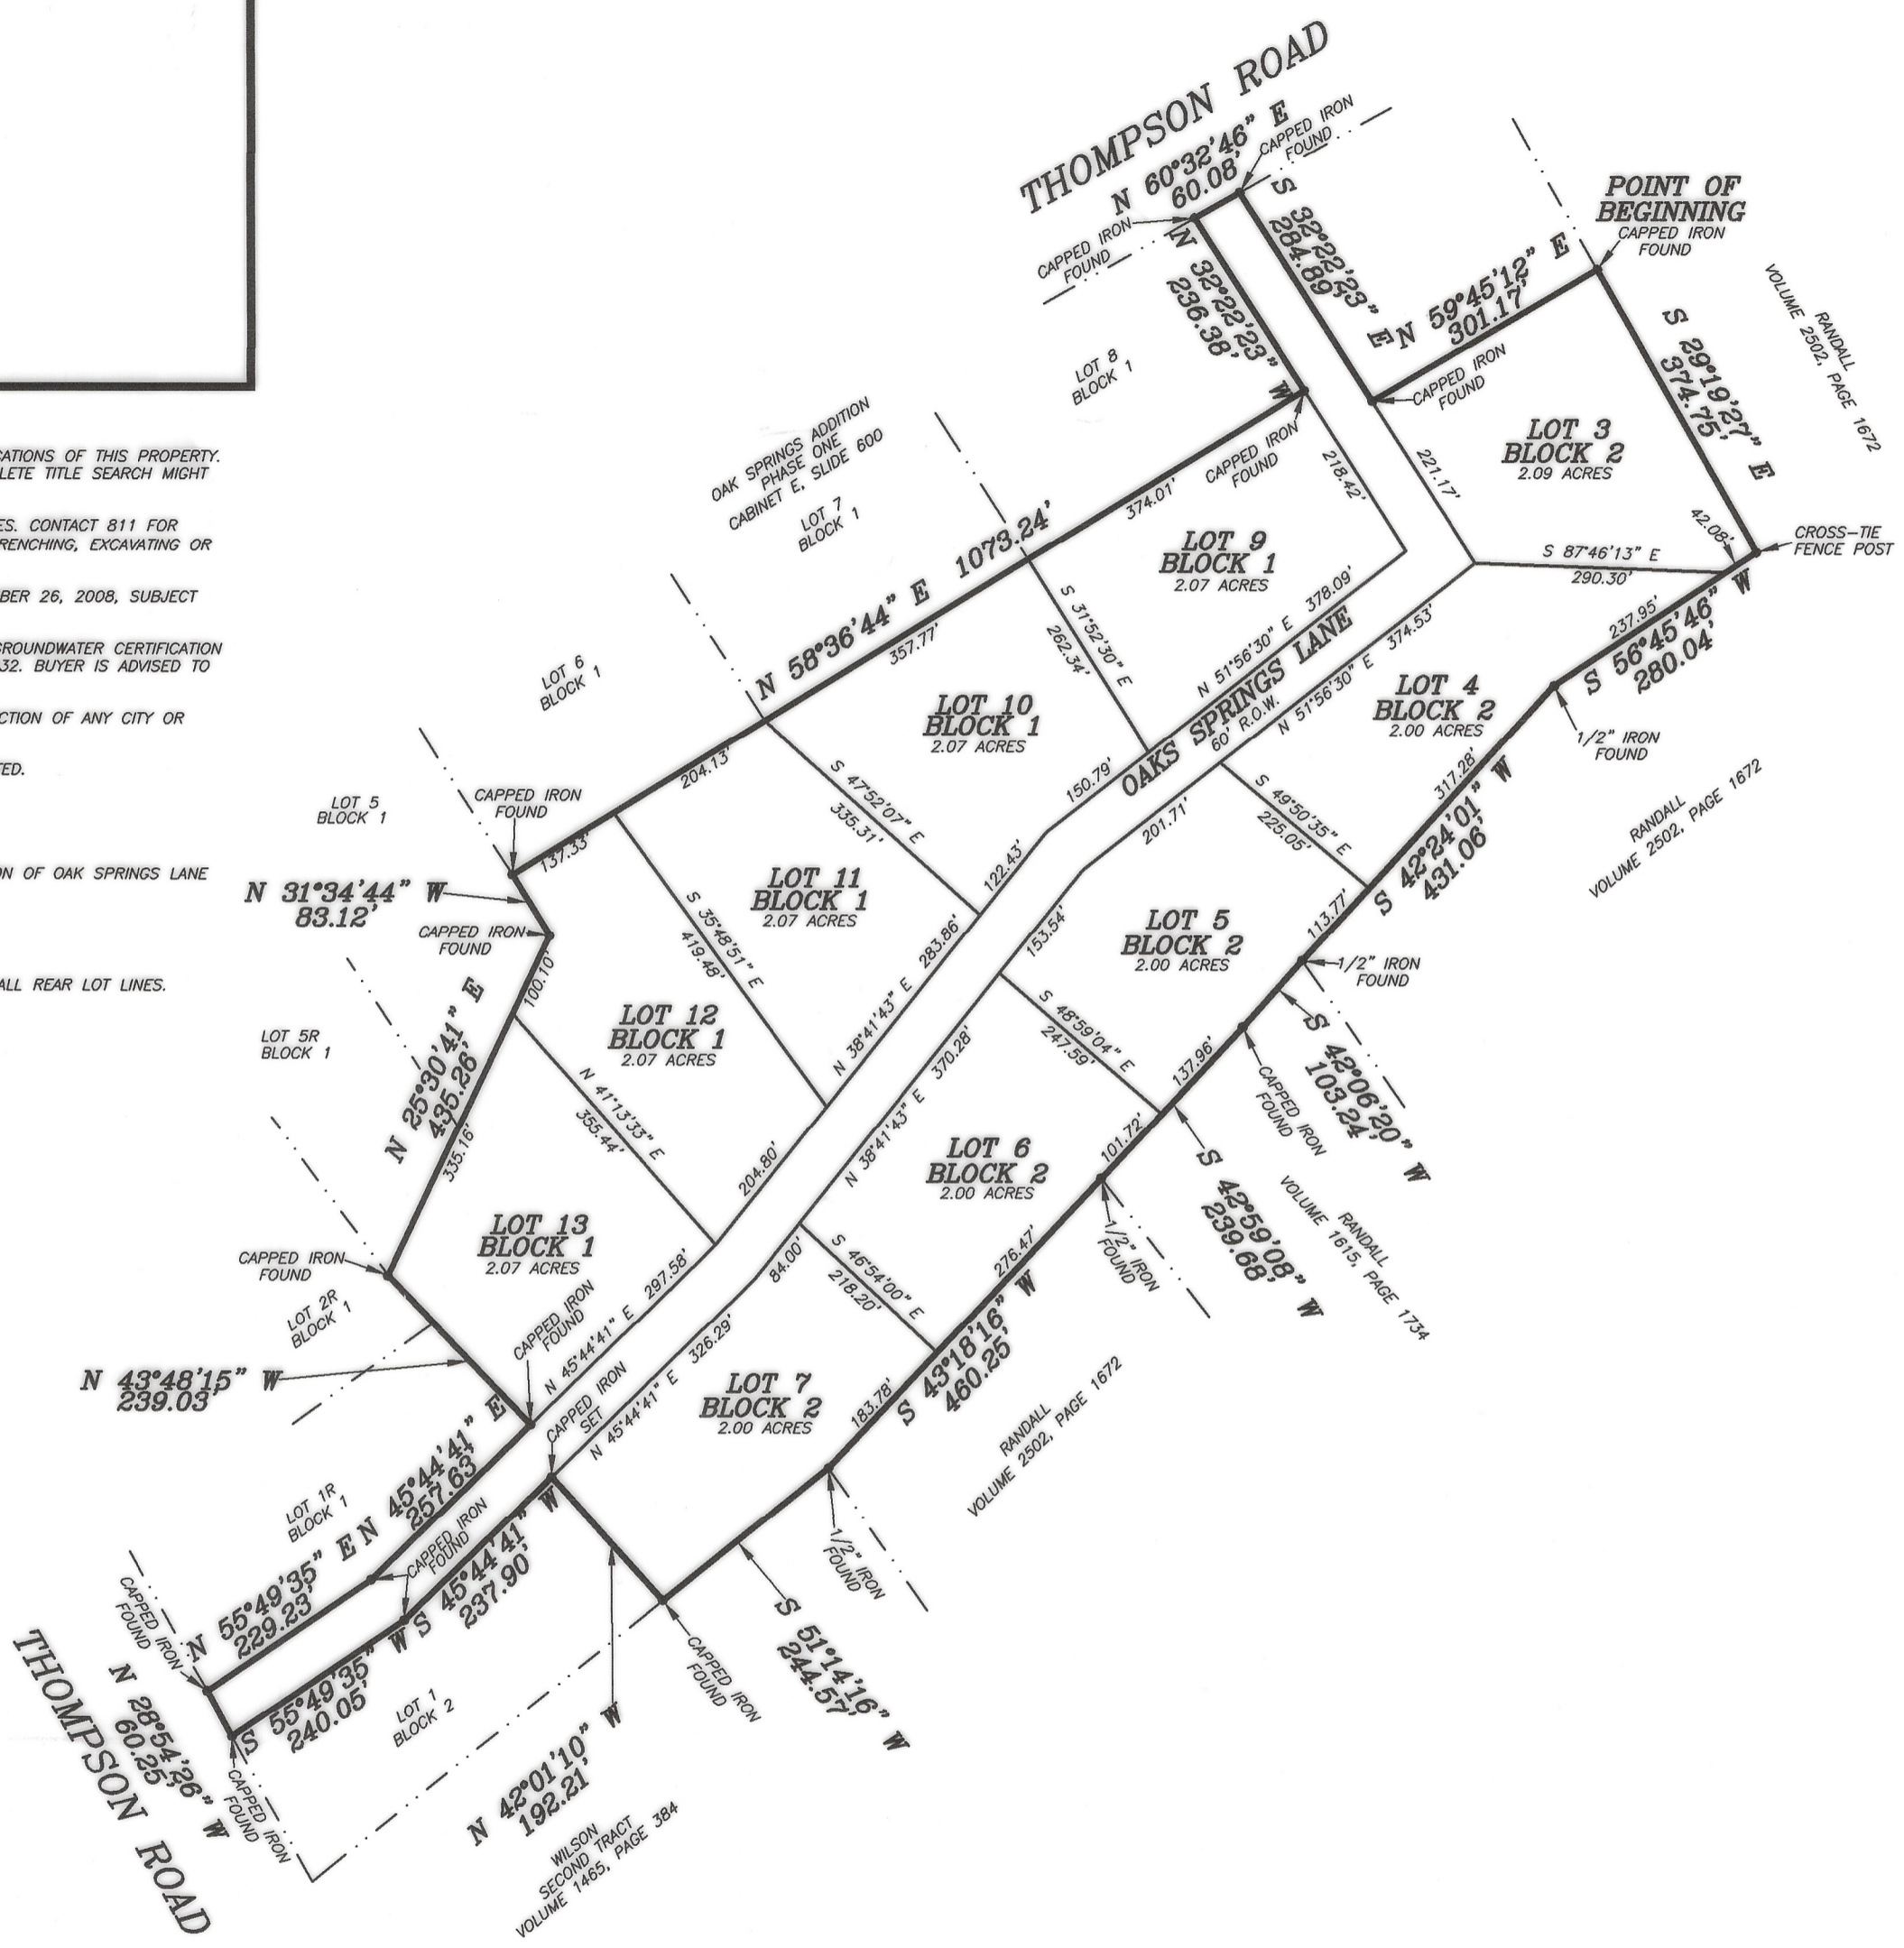 CATIONS OF THIS PROPERTY.
PLETE TITLE SEARCH MIGHT
ES. CONTACT 811 FOR
RENCHING, EXCAVATING OR
BER 26, 2008, SUBJECT
GROUNDWATER CERTIFICATION
32. BUYER IS ADVISED TO
CTION OF ANY CITY OR
TED.
ON OF OAK SPRINGS LANE
ALL REAR LOT LINES.
THOMPSON ROAD
N 60°32'46" E
60.08'
CAPPED IRON
FOUND
CAPPED IRON
FOUND
S 32°22'23" E
284.89'
N 32°22'23" W
236.38'
N 59°45'12" E
301.17'
POINT OF
BEGINNING
CAPPED IRON
FOUND
RANDALL
VOLUME 2502, PAGE 1672
S 29°19'27" E
374.75'
CAPPED IRON
FOUND
LOT 3
BLOCK 2
2.09 ACRES
221.17'
42.08'
CROSS-TIE
FENCE POST
S 87°46'13" E
290.30'
237.95'
S 56°45'46" W
280.04'
LOT 8
BLOCK 1
OAK SPRINGS ADDITION
PHASE ONE
CABINET E, SLIDE 600
LOT 7
BLOCK 1
CAPPED IRON
FOUND
218.42'
374.01'
N 58°36'44" E 1073.24'
LOT 9
BLOCK 1
2.07 ACRES
S 31°52'30" E
262.34'
N 51°56'30" E 378.09'
OAKS SPRINGS LANE
60' R.O.W.
N 51°56'30" E 374.53'
LOT 4
BLOCK 2
2.00 ACRES
1/2" IRON
FOUND
317.28'
S 42°24'01" W
431.06'
RANDALL
VOLUME 2502, PAGE 1672
LOT 6
BLOCK 1
357.77'
LOT 10
BLOCK 1
2.07 ACRES
204.13'
S 47°52'07" E
335.31'
150.79'
201.71'
S 49°50'35" E
225.05'
LOT 5
BLOCK 1
CAPPED IRON
FOUND
137.33'
N 31°34'44" W
83.12'
CAPPED IRON
FOUND
LOT 11
BLOCK 1
2.07 ACRES
122.43'
S 35°48'51" E
419.48'
N 38°41'43" E 283.86'
153.54'
LOT 5
BLOCK 2
2.00 ACRES
113.77'
1/2" IRON
FOUND
S 42°06'20" W
103.24'
LOT 5R
BLOCK 1
100.10'
N 25°30'41" E
435.26'
335.16'
LOT 12
BLOCK 1
2.07 ACRES
N 41°13'33" E
355.44'
204.80'
N 38°41'43" E 370.28'
S 48°59'04" E
247.59'
137.96'
CAPPED IRON
FOUND
S 42°59'08" W
239.68'
RANDALL
VOLUME 1615, PAGE 1734
LOT 6
BLOCK 2
2.00 ACRES
101.72'
1/2" IRON
FOUND
LOT 13
BLOCK 1
2.07 ACRES
CAPPED IRON
FOUND
LOT 2R
BLOCK 1
N 43°48'15" W
239.03'
CAPPED IRON
FOUND
N 45°44'41" E 297.58'
84.00'
S 46°54'00" E
218.20'
276.47'
S 43°18'16" W
460.25'
CAPPED IRON
SET
N 45°44'41" E 326.29'
LOT 7
BLOCK 2
2.00 ACRES
183.78'
RANDALL
VOLUME 2502, PAGE 1672
LOT 1R
BLOCK 1
N 45°44'41" E
257.63'
CAPPED IRON
FOUND
S 45°44'41" W
237.90'
1/2" IRON
FOUND
N 55°49'35" E
229.23'
CAPPED IRON
FOUND
S 55°49'35" W
240.05'
LOT 1
BLOCK 2
CAPPED IRON
FOUND
S 51°14'16" W
244.57'
N 28°54'26" W
60.25'
THOMPSON ROAD
CAPPED IRON
FOUND
N 42°01'10" W
192.21'
WILSON
SECOND TRACT
VOLUME 1465, PAGE 384